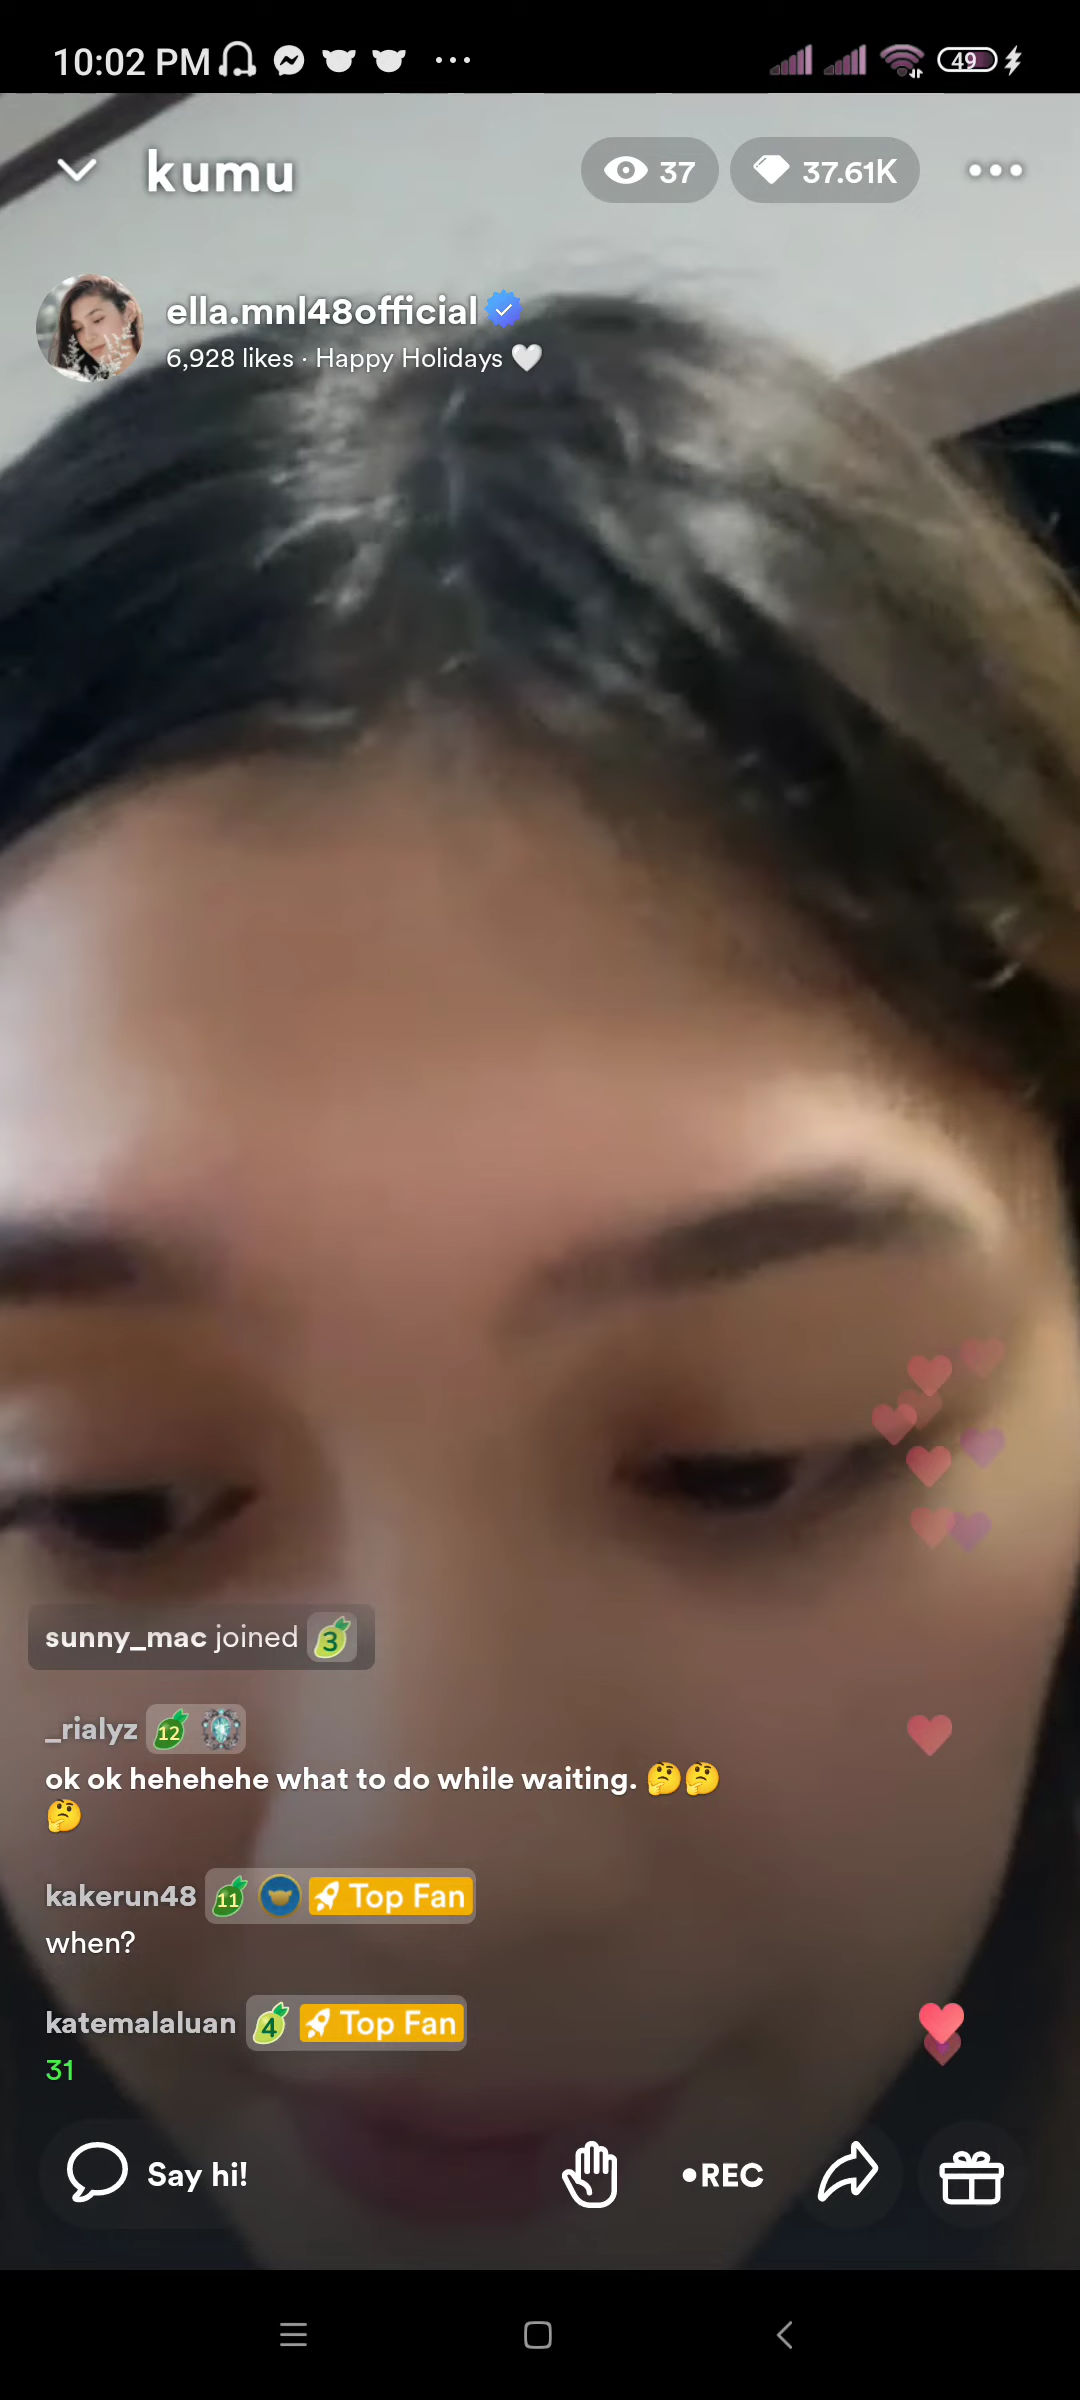 10:02 PM
49
kumu
37
37.61K
ella.mnl48official
6,928 likes · Happy Holidays 🤍
sunny_mac joined 3
_rialyz 12
ok ok hehehehe what to do while waiting. 🤔🤔
🤔
kakerun48 11 Top Fan
when?
katemalaluan 4 Top Fan
31
Say hi!
•REC